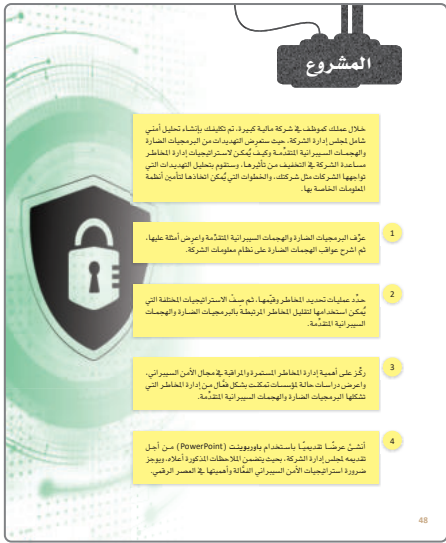 المشروع
خلال عملك كموظف في شركة مالية كبيرة، تم تكليفك بإنشاء تحليل أمني
شامل لمجلس إدارة الشركة، حيث ستعرض التهديدات من البرمجيات الضارة
والهجمات السيبرانية المتقدِّمة وكيف يُمكن لاستراتيجيات إدارة المخاطر
مساعدة الشركة في التخفيف من تأثيرها، وستقوم بتحليل التهديدات التي
تواجهها الشركات مثل شركتك، والخطوات التي يُمكن اتخاذها لتأمين أنظمة
المعلومات الخاصة بها.
1
عرِّف البرمجيات الضارة والهجمات السيبرانية المتقدِّمة واعرض أمثلة عليها،
ثم اشرح عواقب الهجمات الضارة على نظام معلومات الشركة.
2
حدِّد عمليات تحديد المخاطر وقيِّمها، ثم صِف الاستراتيجيات المختلفة التي
يُمكن استخدامها لتقليل المخاطر المرتبطة بالبرمجيات الضارة والهجمات
السيبرانية المتقدِّمة.
3
ركِّز على أهمية إدارة المخاطر المستمرة والمراقبة في مجال الأمن السيبراني،
واعرض دراسات حالة لمؤسسات تمكنت بشكل فعَّال من إدارة المخاطر التي
تشكلها البرمجيات الضارة والهجمات السيبرانية المتقدِّمة.
4
أنشئ عرضًا تقديميًا باستخدام باوربوينت (PowerPoint) من أجل
تقديمه لمجلس إدارة الشركة، بحيث يتضمن الملاحظات المذكورة أعلاه، ويوجز
ضرورة استراتيجيات الأمن السيبراني الفعَّالة وأهميتها في العصر الرقمي.
48